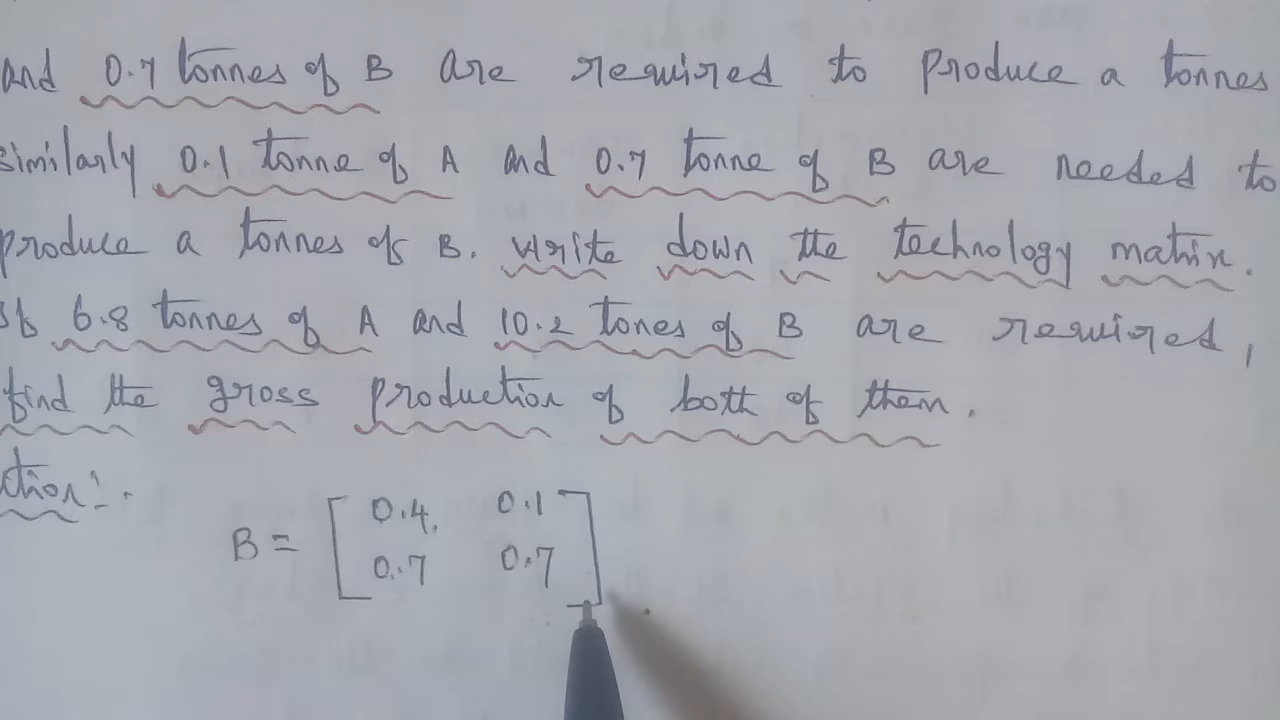 and 0.7 tonnes of B are required to produce a tonnes
similarly 0.1 tonne of A and 0.7 tonne of B are needed to
produce a tonnes of B. write down the technology matrix.
If 6.8 tonnes of A and 10.2 tones of B are required,
find the gross production of both of them.
ction:-
B = [ 0.4, 0.1
0.7 0.7 ]